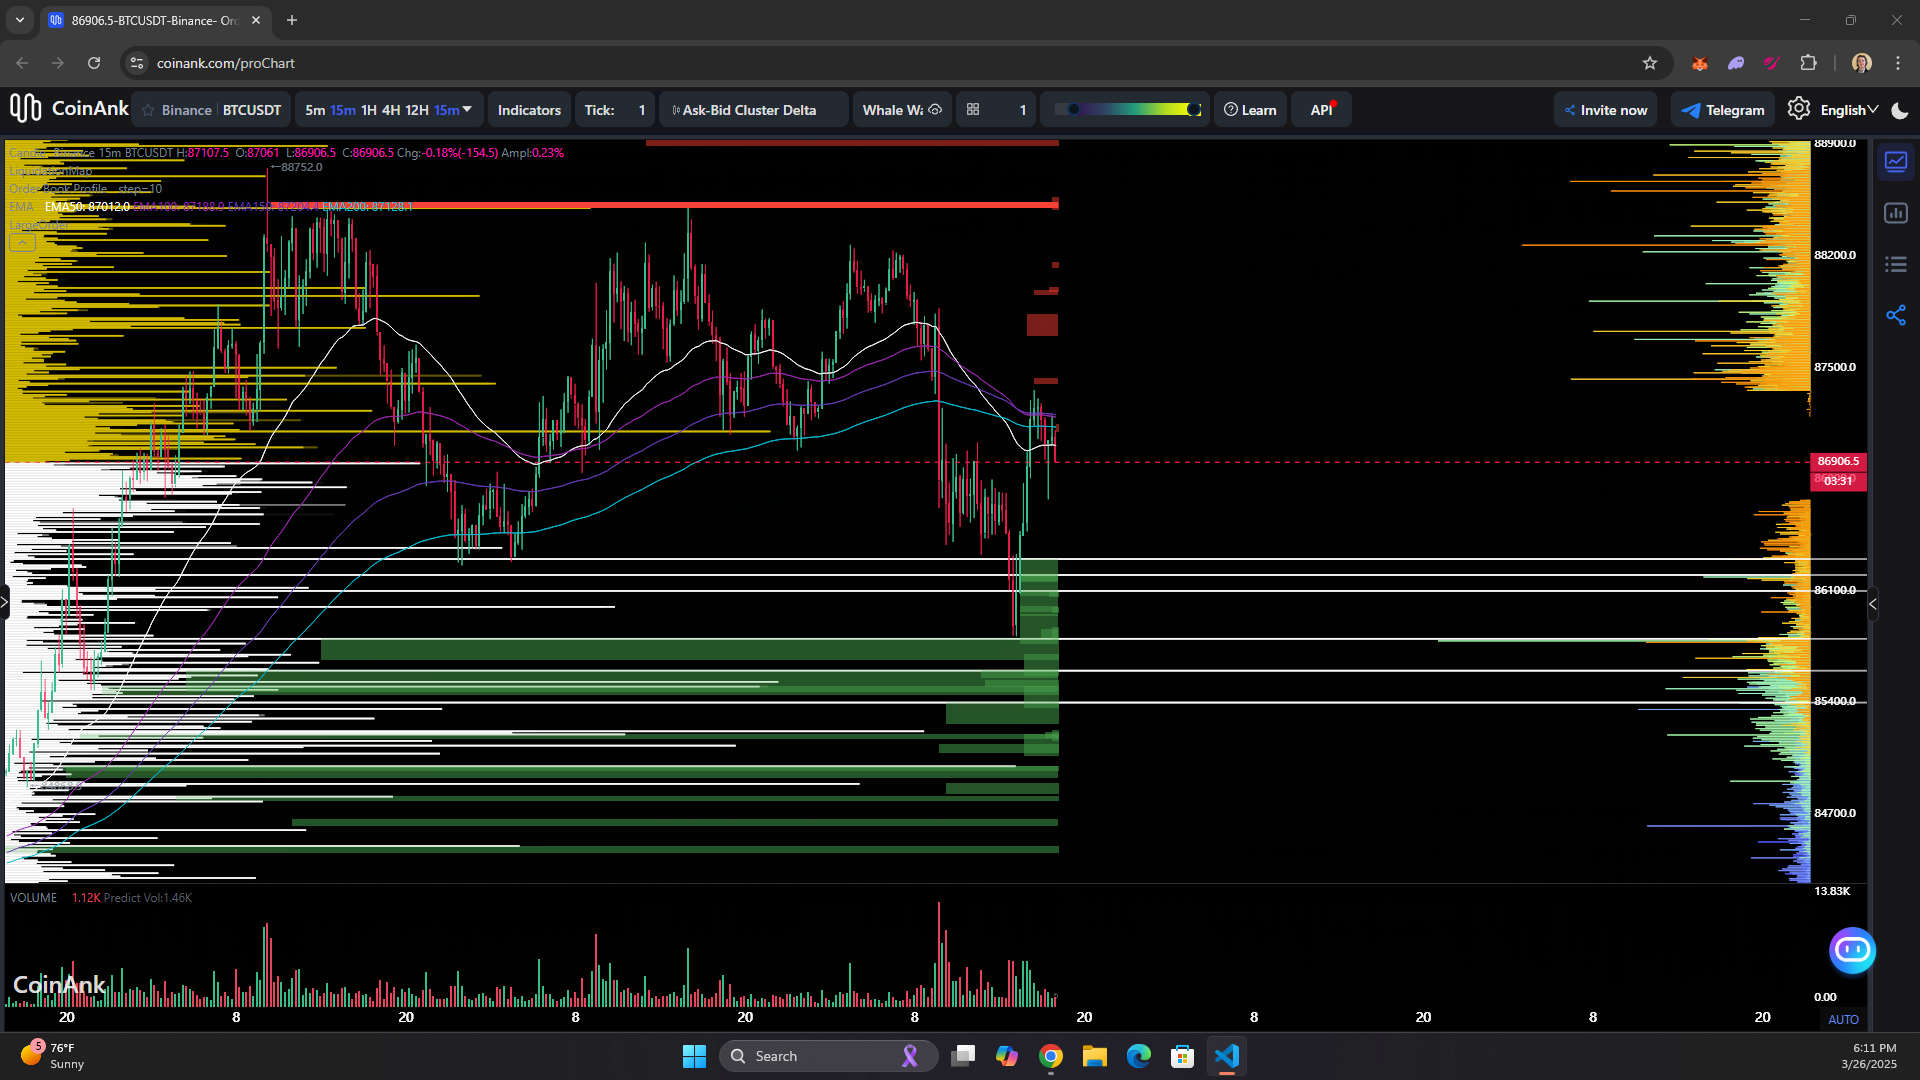 86906.5-BTCUSDT-Binance- Or
coinank.com/proChart
CoinAnk
Binance BTCUSDT
5m 15m 1H 4H 12H 15m
Indicators
Tick: 1
Ask-Bid Cluster Delta
Whale Wa
1
Learn
API
Invite now
Telegram
English
Candle Binance 15m BTCUSDT H:87107.5 O:87061 L:86906.5 C:86906.5 Chg:-0.18%(-154.5) Ampl:0.23%
←88752.0
LiquidationMap
Order Book Profile step=10
EMA EMA50: 87012.0 EMA100: 87188.9 EMA200: 87128.1
LargeOrder
88900.0
88200.0
87500.0
86906.5
03:31
86100.0
85400.0
84700.0
VOLUME 1.12K Predict Vol:1.46K
13.83K
CoinAnk
0.00
20 8 20 8 20 8 20 8 20 8 20
AUTO
5
76°F
Sunny
Search
6:11 PM
3/26/2025